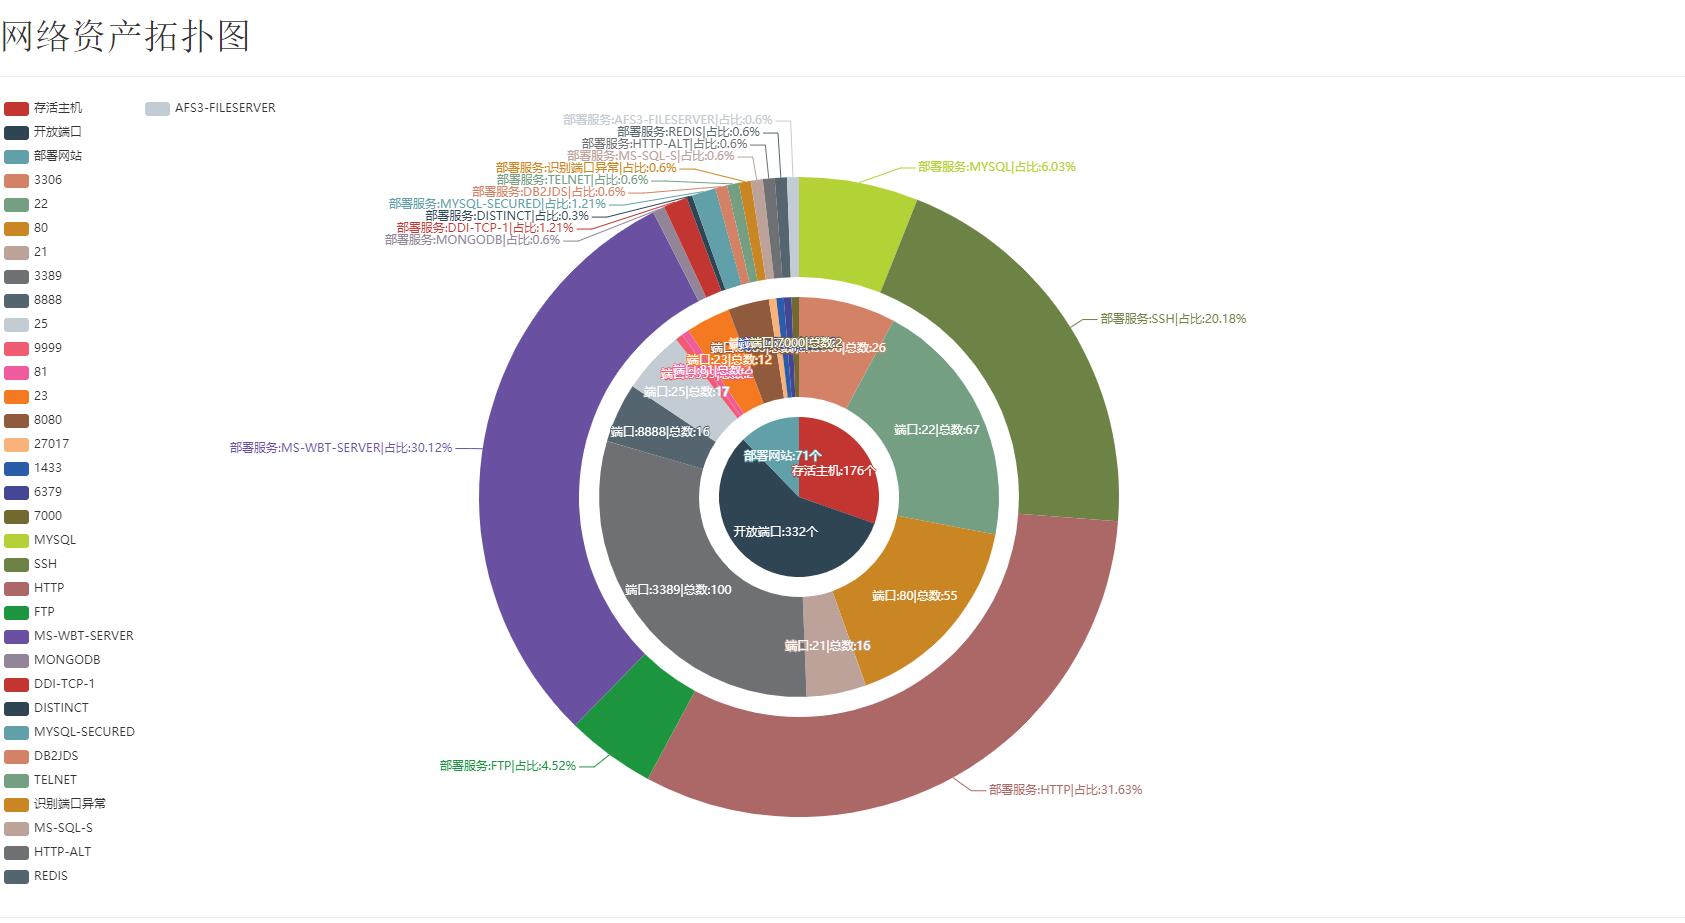 网络资产拓扑图
存活主机
开放端口
部署网站
3306
22
80
21
3389
8888
25
9999
81
23
8080
27017
1433
6379
7000
MYSQL
SSH
HTTP
FTP
MS-WBT-SERVER
MONGODB
DDI-TCP-1
DISTINCT
MYSQL-SECURED
DB2JDS
TELNET
识别端口异常
MS-SQL-S
HTTP-ALT
REDIS
AFS3-FILESERVER
部署服务:AFS3-FILESERVER|占比:0.6%
部署服务:REDIS|占比:0.6%
部署服务:HTTP-ALT|占比:0.6%
部署服务:MS-SQL-S|占比:0.6%
部署服务:识别端口异常|占比:0.6%
部署服务:TELNET|占比:0.6%
部署服务:DB2JDS|占比:0.6%
部署服务:MYSQL-SECURED|占比:1.21%
部署服务:DISTINCT|占比:0.3%
部署服务:DDI-TCP-1|占比:1.21%
部署服务:MONGODB|占比:0.6%
部署服务:MS-WBT-SERVER|占比:30.12%
部署服务:FTP|占比:4.52%
部署服务:MYSQL|占比:6.03%
部署服务:SSH|占比:20.18%
部署服务:HTTP|占比:31.63%
端口:7000|总数:2
总数:26
端口:23|总数:12
端口:81|总数:2
端口:25|总数:17
端口:8888|总数:16
端口:22|总数:67
端口:80|总数:55
端口:21|总数:16
端口:3389|总数:100
部署网站:71个
存活主机:176个
开放端口:332个